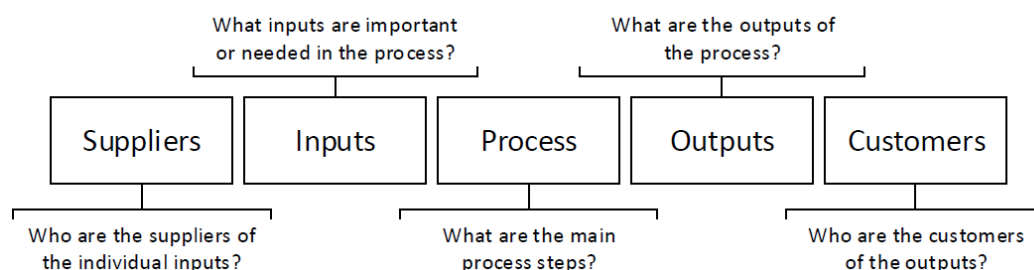 What inputs are important
or needed in the process?
What are the outputs of
the process?
Suppliers
Inputs
Process
Outputs
Customers
Who are the suppliers of
the individual inputs?
What are the main
process steps?
Who are the customers
of the outputs?